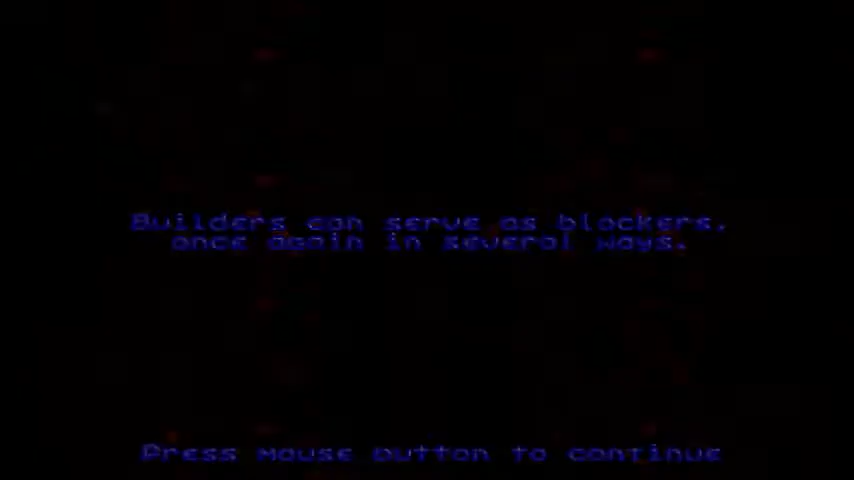 Builders can serve as blockers,
once again in several ways.
Press mouse button to continue